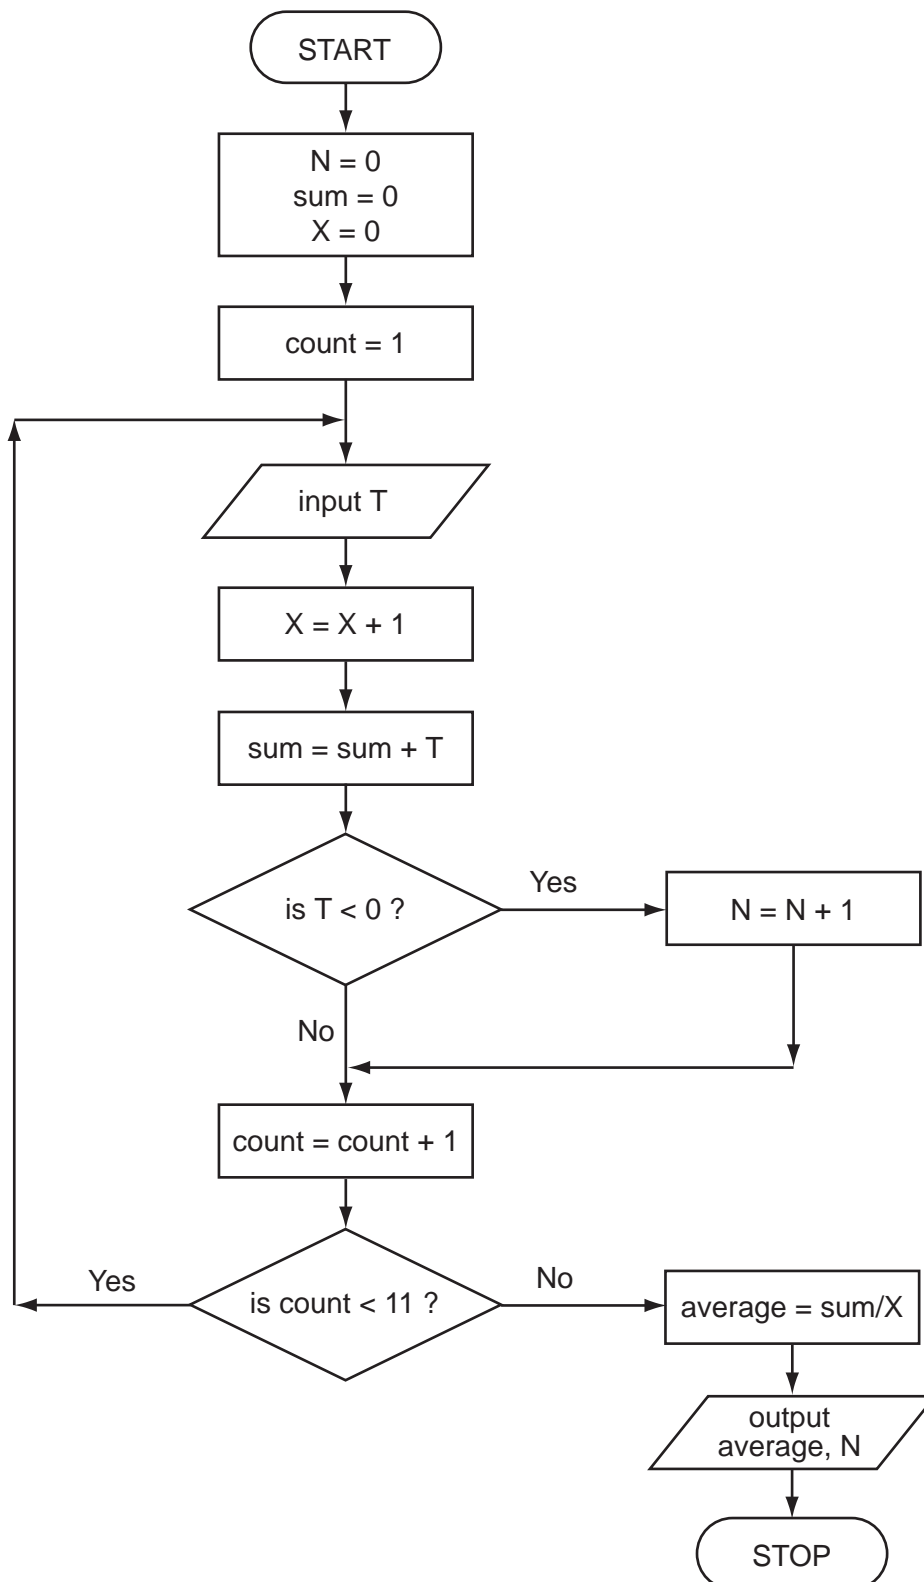 START
N = 0
sum = 0
X = 0
count = 1
input T
X = X + 1
sum = sum + T
is T < 0 ?
Yes
N = N + 1
No
count = count + 1
is count < 11 ?
Yes
No
average = sum/X
output
average, N
STOP